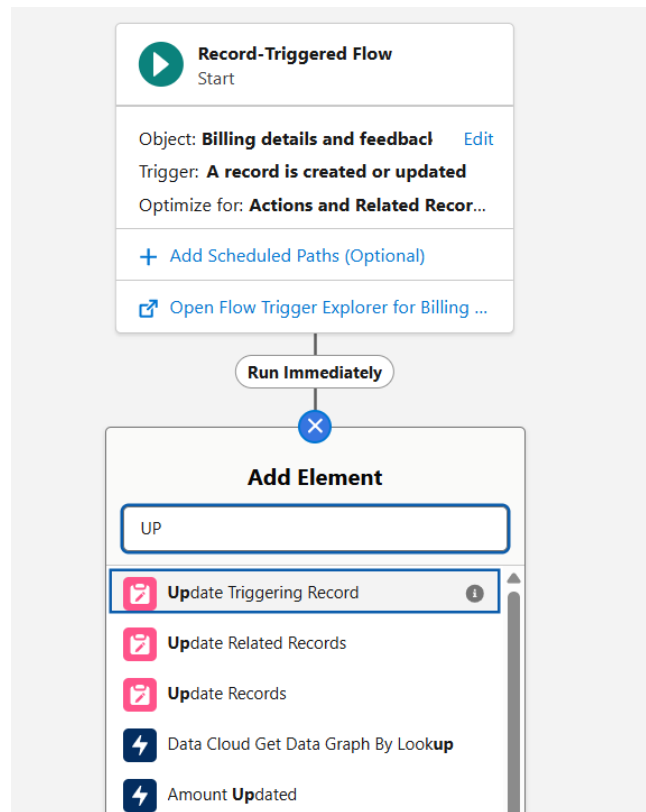 Record-Triggered Flow
Start
Object: Billing details and feedback Edit
Trigger: A record is created or updated
Optimize for: Actions and Related Recor...
+ Add Scheduled Paths (Optional)
Open Flow Trigger Explorer for Billing ...
Run Immediately
Add Element
UP
Update Triggering Record
Update Related Records
Update Records
Data Cloud Get Data Graph By Lookup
Amount Updated